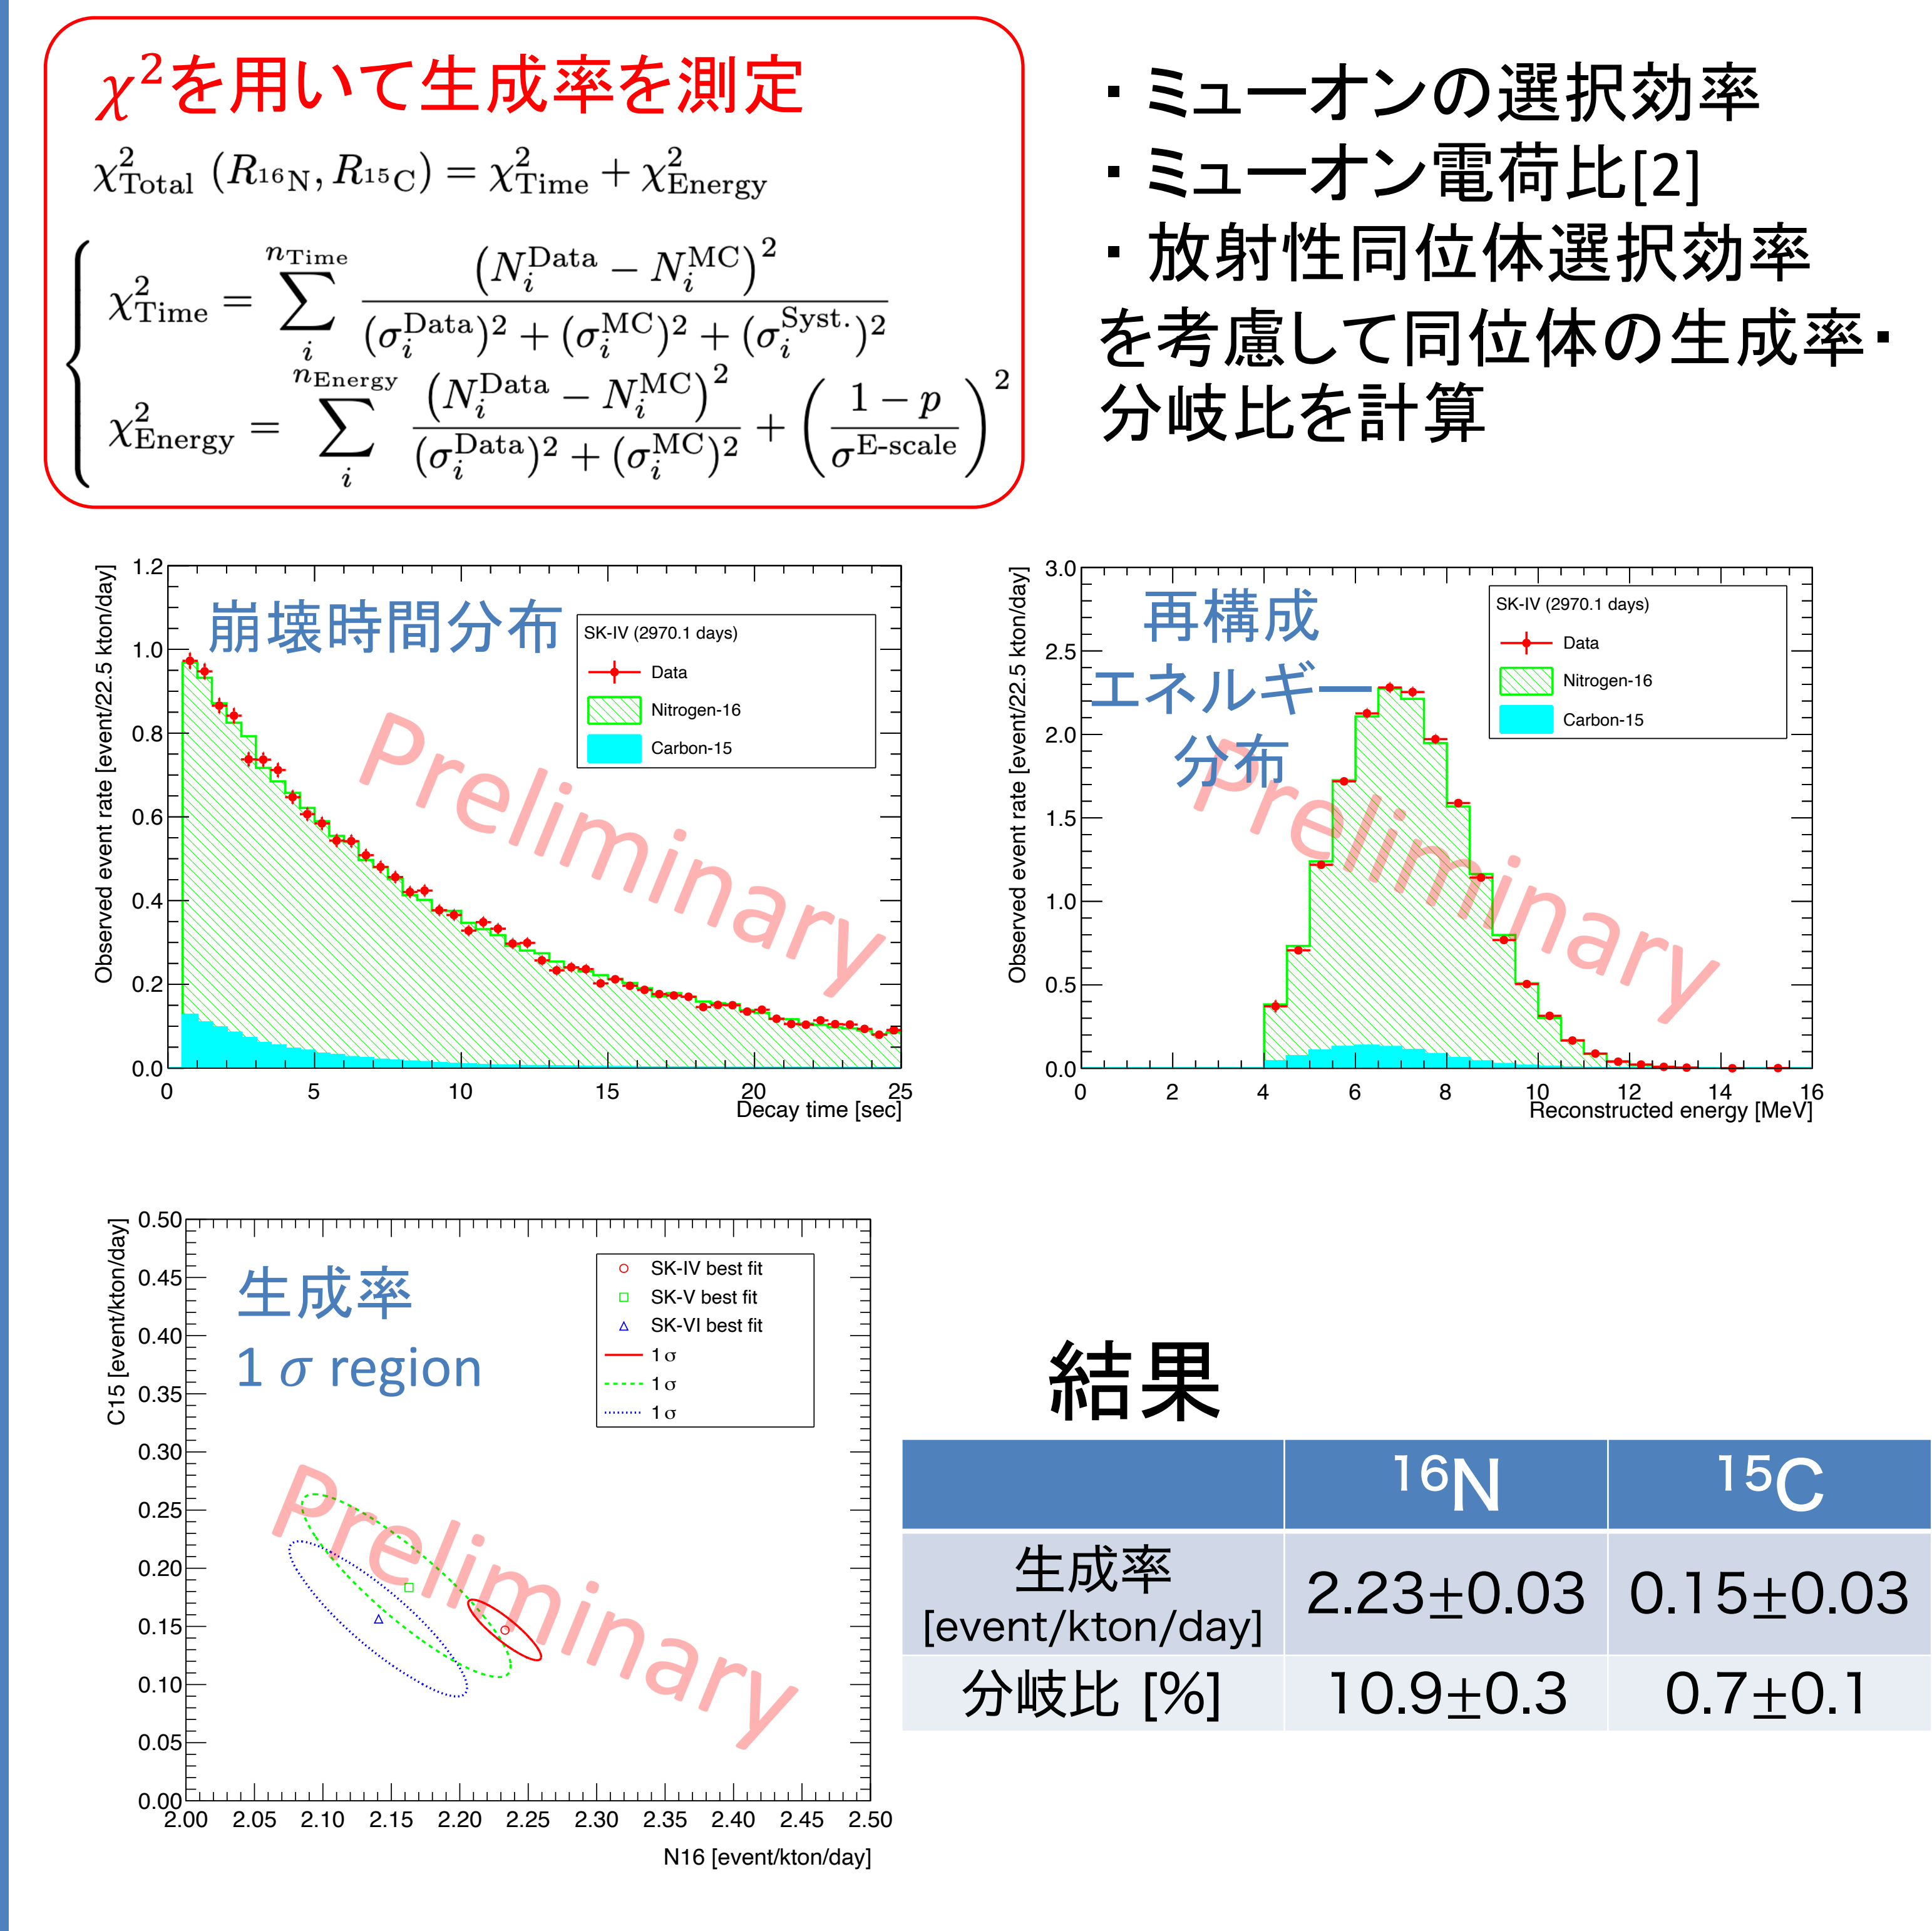 χ²を用いて生成率を測定
χ²_Total (R_¹⁶N, R_¹⁵C) = χ²_Time + χ²_Energy
χ²_Time = Σ_i^{n_Time} (N_i^Data − N_i^MC)² / ((σ_i^Data)² + (σ_i^MC)² + (σ_i^Syst.)²)
χ²_Energy = Σ_i^{n_Energy} (N_i^Data − N_i^MC)² / ((σ_i^Data)² + (σ_i^MC)²) + ((1 − p) / σ^E-scale)²
・ミューオンの選択効率
・ミューオン電荷比[2]
・放射性同位体選択効率
を考慮して同位体の生成率・
分岐比を計算
崩壊時間分布
Observed event rate [event/22.5 kton/day]
1.2
1.0
0.8
0.6
0.4
0.2
0.0
SK-IV (2970.1 days)
Data
Nitrogen-16
Carbon-15
Preliminary
0 5 10 15 20 25
Decay time [sec]
再構成
エネルギー
分布
Observed event rate [event/22.5 kton/day]
3.0
2.5
2.0
1.5
1.0
0.5
0.0
SK-IV (2970.1 days)
Data
Nitrogen-16
Carbon-15
Preliminary
0 2 4 6 8 10 12 14 16
Reconstructed energy [MeV]
生成率
1 σ region
C15 [event/kton/day]
0.50
0.45
0.40
0.35
0.30
0.25
0.20
0.15
0.10
0.05
0.00
SK-IV best fit
SK-V best fit
SK-VI best fit
1 σ
1 σ
1 σ
Preliminary
2.00 2.05 2.10 2.15 2.20 2.25 2.30 2.35 2.40 2.45 2.50
N16 [event/kton/day]
結果
¹⁶N ¹⁵C
生成率
[event/kton/day] 2.23±0.03 0.15±0.03
分岐比 [%] 10.9±0.3 0.7±0.1